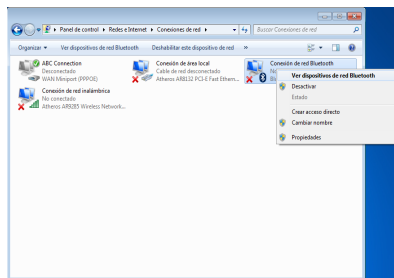 Panel de control ▸ Redes e Internet ▸ Conexiones de red ▸
Buscar Conexiones de red
Organizar
Ver dispositivos de red Bluetooth
Deshabilitar este dispositivo de red
»
ABC Connection
Desconectado
WAN Miniport (PPPOE)
Conexión de área local
Cable de red desconectado
Atheros AR8132 PCI-E Fast Ethern...
Conexión de red Bluetooth
Conexión de red inalámbrica
No conectado
Atheros AR9285 Wireless Network...
Ver dispositivos de red Bluetooth
Desactivar
Estado
Crear acceso directo
Cambiar nombre
Propiedades